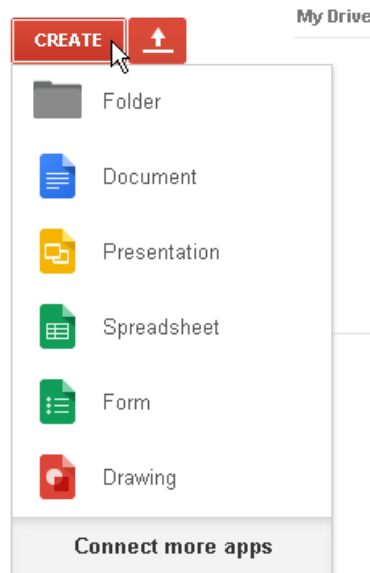 CREATE
My Drive
Folder
Document
Presentation
Spreadsheet
Form
Drawing
Connect more apps